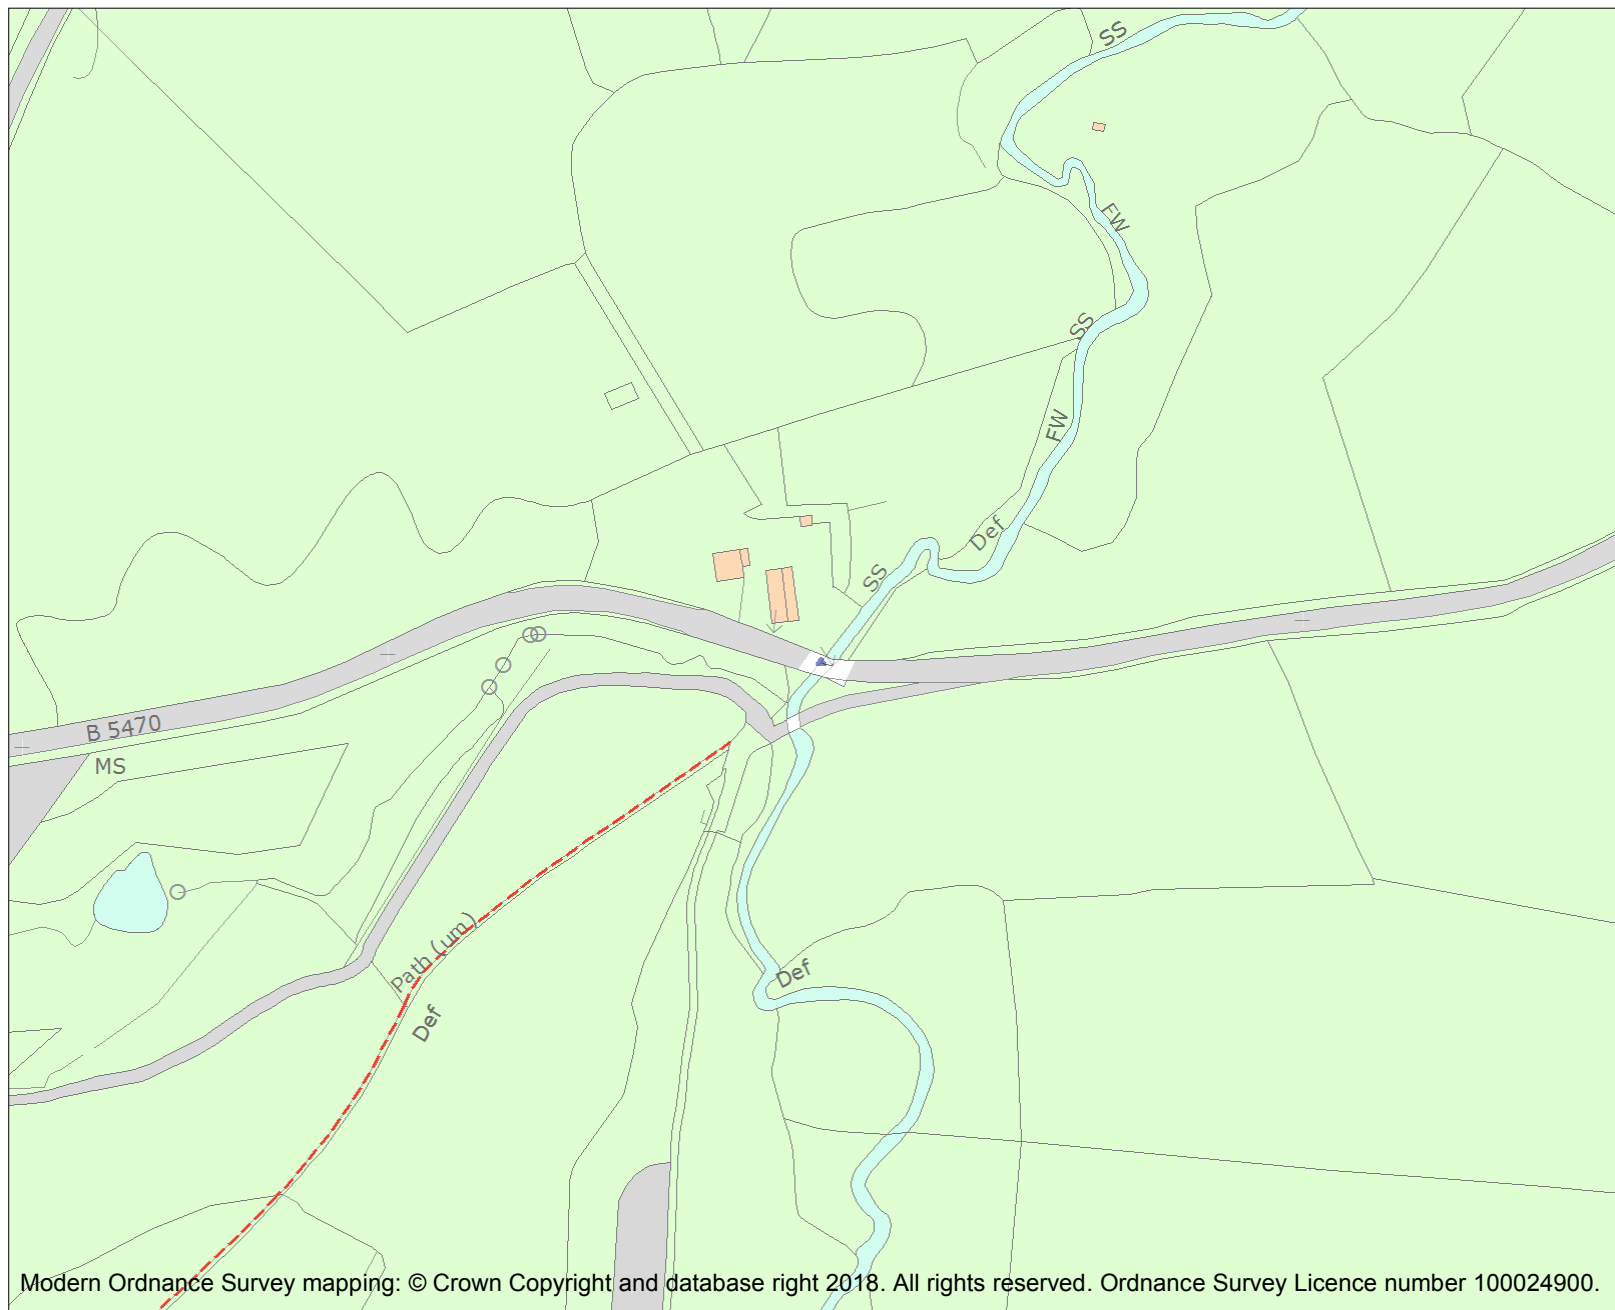 SS
FW
SS
FW
Def
SS
B 5470
MS
Path (um)
Def
Def
Modern Ordnance Survey mapping: © Crown Copyright and database right 2018. All rights reserved. Ordnance Survey Licence number 100024900.